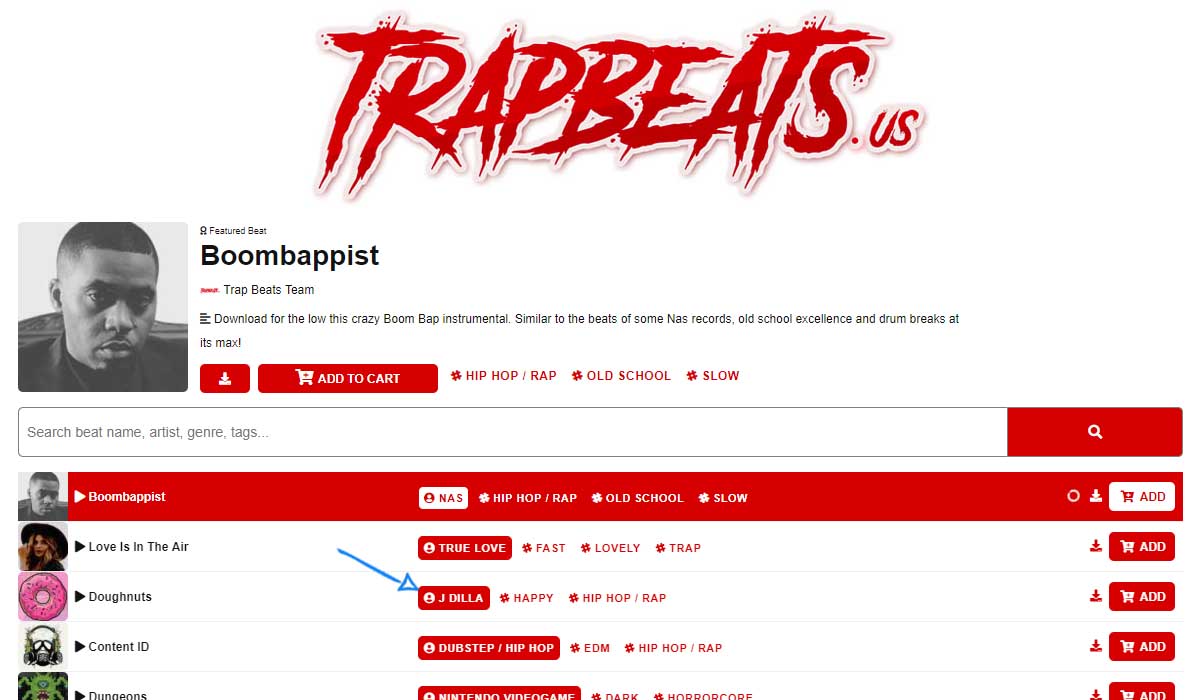 TRAPBEATS.US
Featured Beat
Boombappist
Trap Beats Team
Download for the low this crazy Boom Bap instrumental. Similar to the beats of some Nas records, old school excellence and drum breaks at
its max!
ADD TO CART HIP HOP / RAP OLD SCHOOL SLOW
Search beat name, artist, genre, tags...
Boombappist NAS HIP HOP / RAP OLD SCHOOL SLOW ADD
Love Is In The Air TRUE LOVE FAST LOVELY TRAP ADD
Doughnuts J DILLA HAPPY HIP HOP / RAP ADD
Content ID DUBSTEP / HIP HOP EDM HIP HOP / RAP ADD
Dungeons NINTENDO VIDEOGAME DARK HORRORCORE ADD